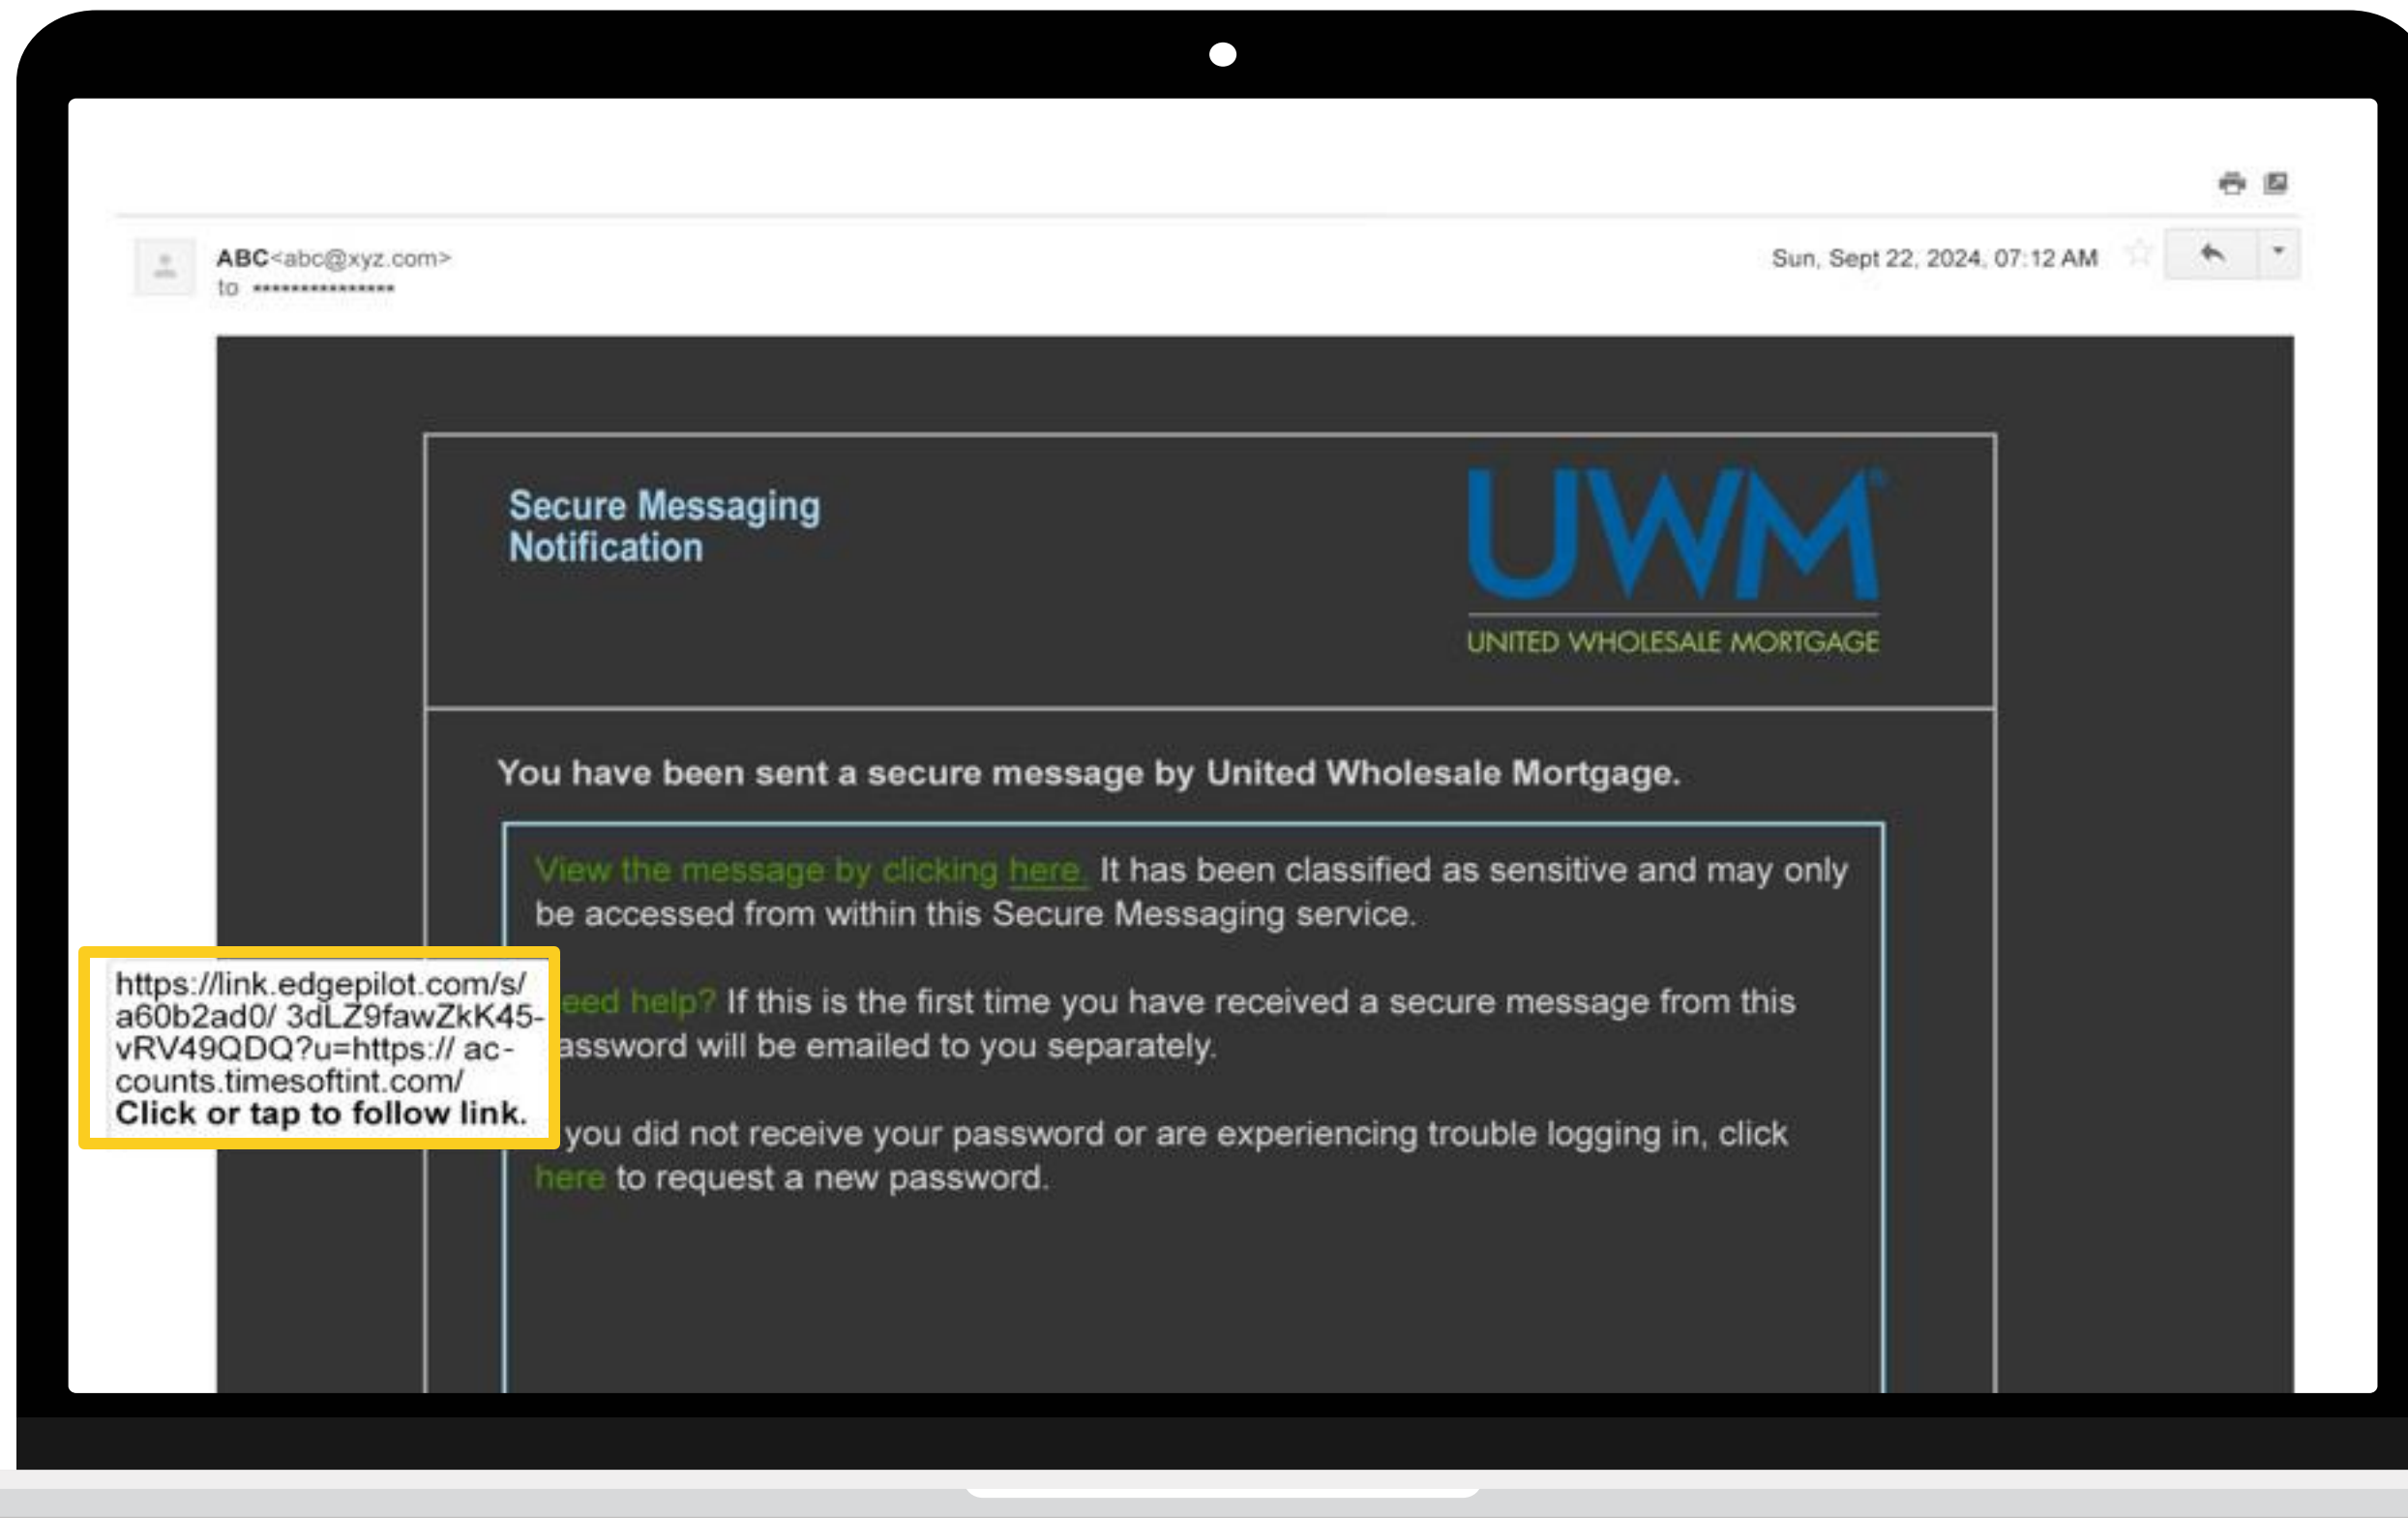 ABC<abc@xyz.com>
to ***************
Sun, Sept 22, 2024, 07:12 AM
Secure Messaging
Notification
UWM®
UNITED WHOLESALE MORTGAGE
You have been sent a secure message by United Wholesale Mortgage.
View the message by clicking here. It has been classified as sensitive and may only
be accessed from within this Secure Messaging service.
https://link.edgepilot.com/s/
a60b2ad0/ 3dLZ9fawZkK45-
vRV49QDQ?u=https:// ac-
counts.timesoftint.com/
Click or tap to follow link.
eed help? If this is the first time you have received a secure message from this
assword will be emailed to you separately.
you did not receive your password or are experiencing trouble logging in, click
here to request a new password.